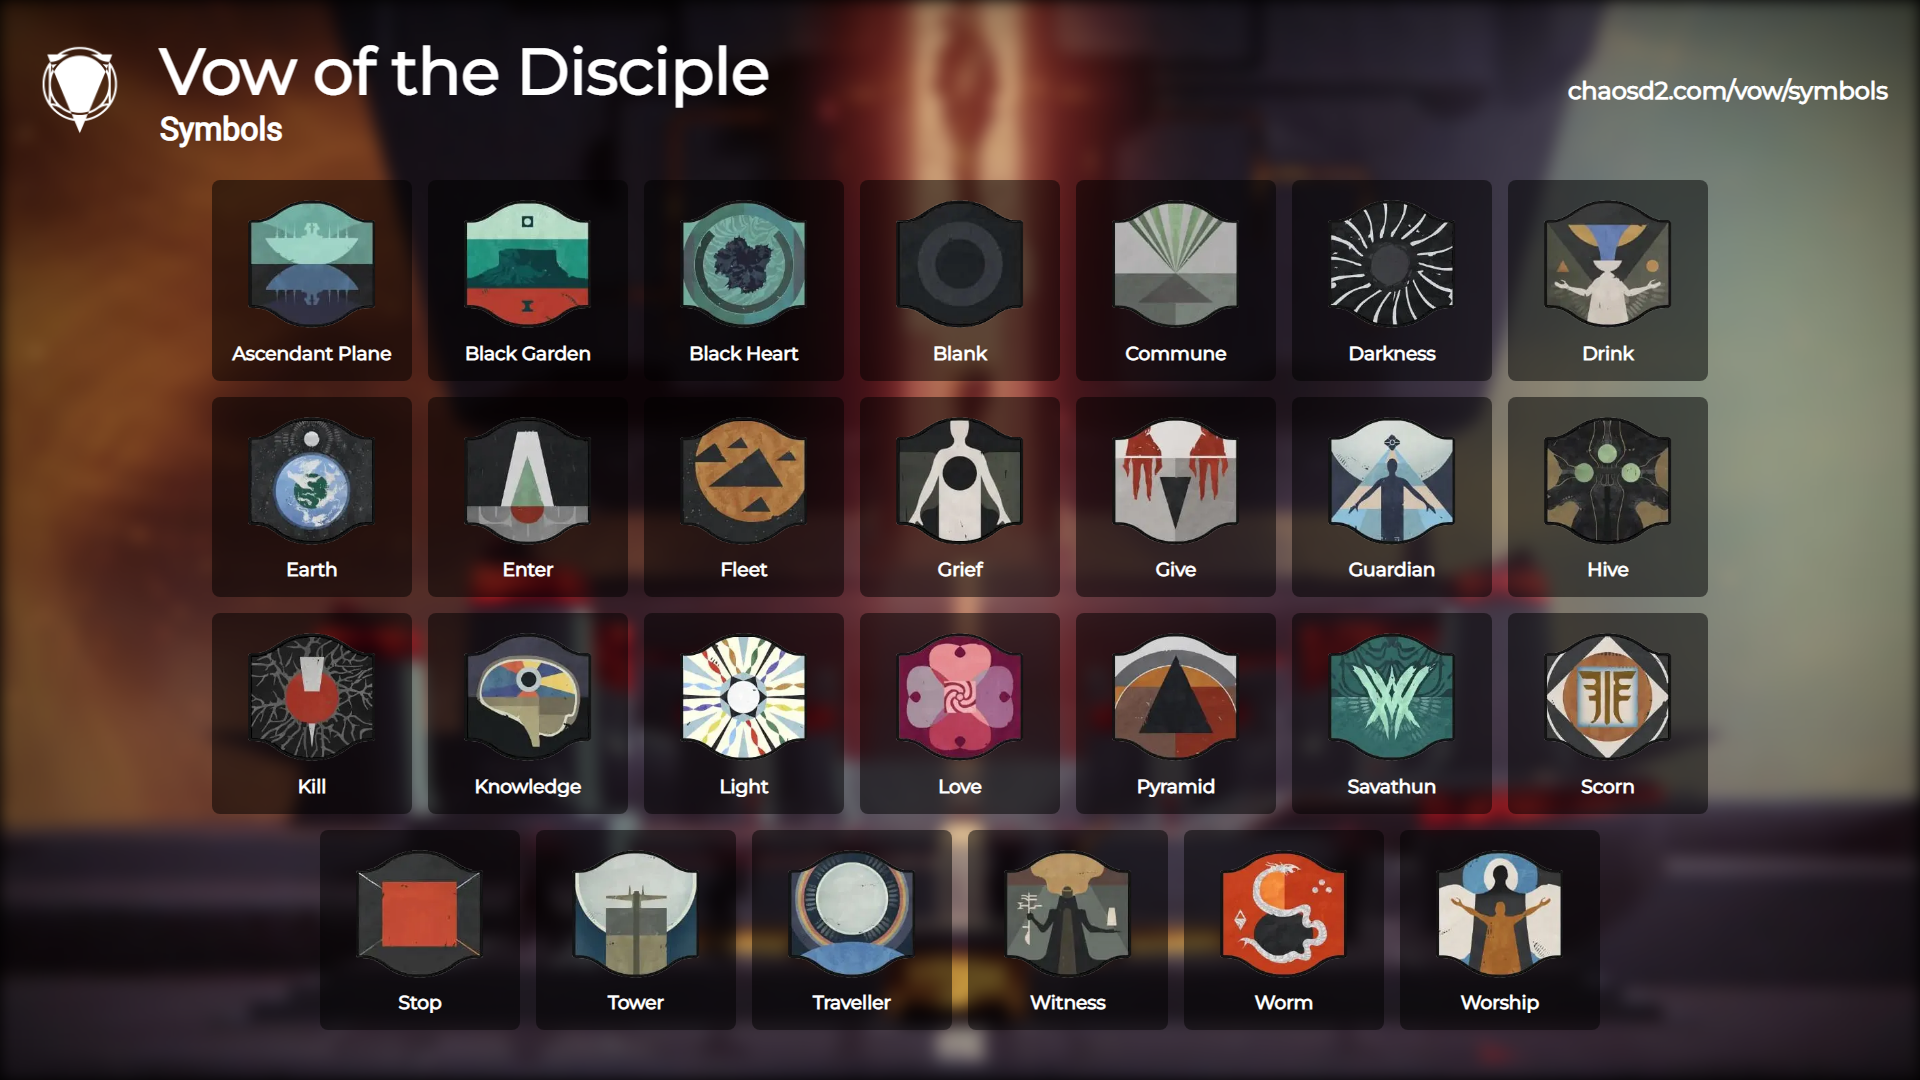 Vow of the Disciple
Symbols
chaosd2.com/vow/symbols
Ascendant Plane
Black Garden
Black Heart
Blank
Commune
Darkness
Drink
Earth
Enter
Fleet
Grief
Give
Guardian
Hive
Kill
Knowledge
Light
Love
Pyramid
Savathun
Scorn
Stop
Tower
Traveller
Witness
Worm
Worship